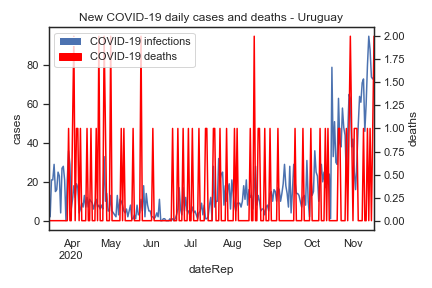 New COVID-19 daily cases and deaths - Uruguay
COVID-19 infections
COVID-19 deaths
cases
80
60
40
20
0
deaths
2.00
1.75
1.50
1.25
1.00
0.75
0.50
0.25
0.00
Apr May Jun Jul Aug Sep Oct Nov
2020
dateRep